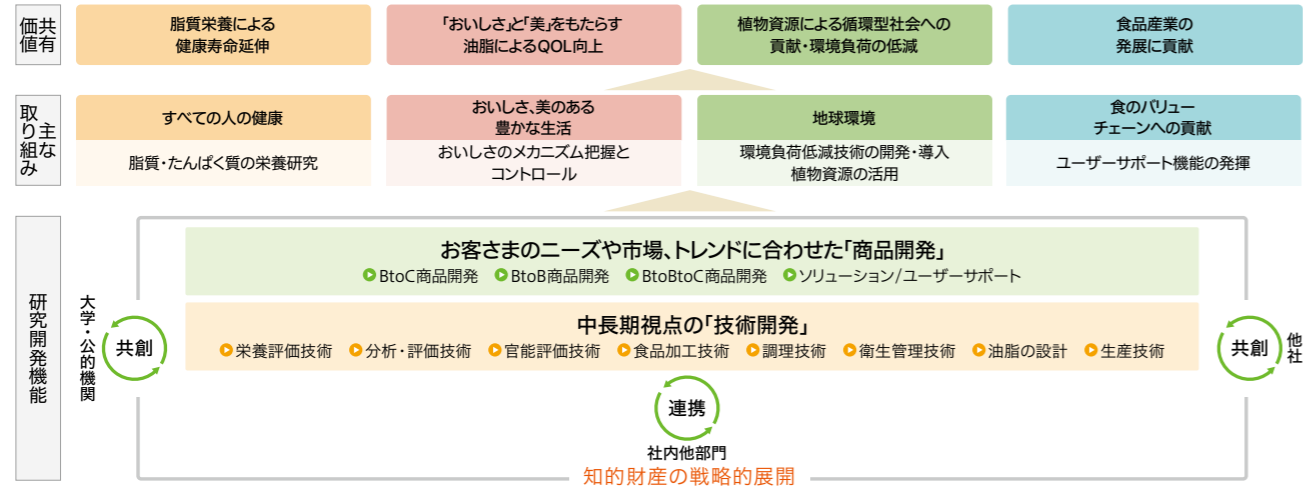 共有価値
脂質栄養による
健康寿命延伸
「おいしさ」と「美」をもたらす
油脂によるQOL向上
植物資源による循環型社会への
貢献・環境負荷の低減
食品産業の
発展に貢献
主な取り組み
すべての人の健康
脂質・たんぱく質の栄養研究
おいしさ、美のある
豊かな生活
おいしさのメカニズム把握と
コントロール
地球環境
環境負荷低減技術の開発・導入
植物資源の活用
食のバリュー
チェーンへの貢献
ユーザーサポート機能の発揮
研究開発機能
大学・公的機関
共創
お客さまのニーズや市場、トレンドに合わせた「商品開発」
BtoC商品開発 BtoB商品開発 BtoBtoC商品開発 ソリューション/ユーザーサポート
中長期視点の「技術開発」
栄養評価技術 分析・評価技術 官能評価技術 食品加工技術 調理技術 衛生管理技術 油脂の設計 生産技術
共創
他社
連携
社内他部門
知的財産の戦略的展開